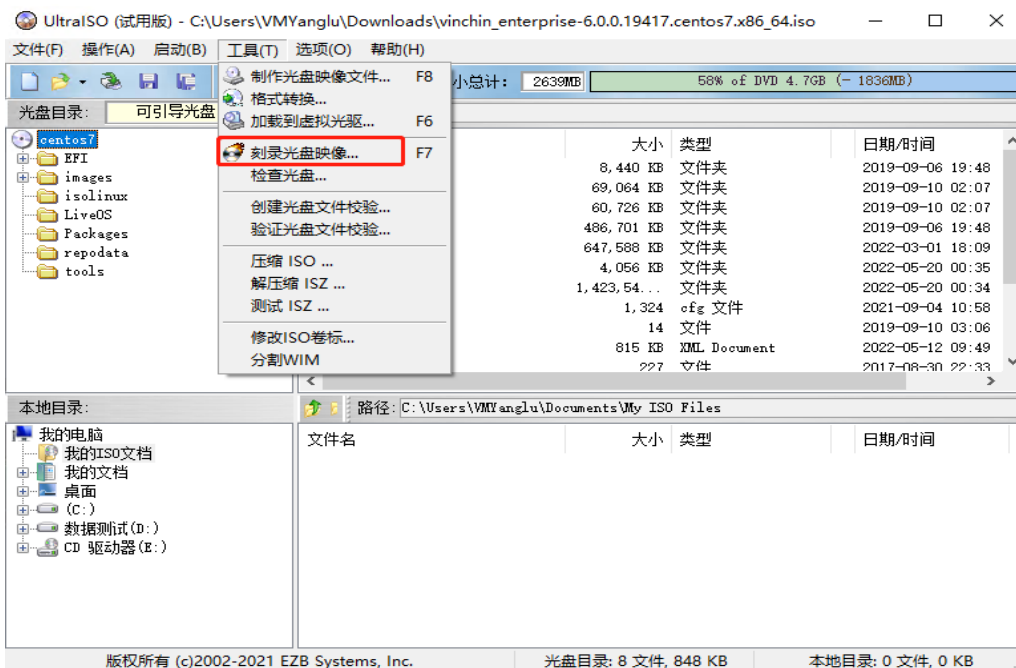 UltraISO (试用版) - C:\Users\VMYanglu\Downloads\vinchin_enterprise-6.0.0.19417.centos7.x86_64.iso
文件(F) 操作(A) 启动(B) 工具(T) 选项(O) 帮助(H)
小总计: 2639MB 58% of DVD 4.7GB (- 1836MB)
光盘目录: 可引导光盘
制作光盘映像文件... F8
格式转换...
加载到虚拟光驱... F6
刻录光盘映像... F7
检查光盘...
创建光盘文件校验...
验证光盘文件校验...
压缩 ISO ...
解压缩 ISZ ...
测试 ISZ ...
修改ISO卷标...
分割WIM
centos7
EFI
images
isolinux
LiveOS
Packages
repodata
tools
大小 类型 日期/时间
8,440 KB 文件夹 2019-09-06 19:48
69,064 KB 文件夹 2019-09-10 02:07
60,726 KB 文件夹 2019-09-10 02:07
486,701 KB 文件夹 2019-09-06 19:48
647,588 KB 文件夹 2022-03-01 18:09
4,056 KB 文件夹 2022-05-20 00:35
1,423,54... 文件夹 2022-05-20 00:34
1,324 cfg 文件 2021-09-04 10:58
14 文件 2019-09-10 03:06
815 KB XML Document 2022-05-12 09:49
227 文件 2017-08-30 22:33
本地目录: 路径: C:\Users\VMYanglu\Documents\My ISO Files
我的电脑
我的ISO文档
我的文档
桌面
(C:)
数据测试(D:)
CD 驱动器(E:)
文件名 大小 类型 日期/时间
版权所有 (c)2002-2021 EZB Systems, Inc. 光盘目录: 8 文件, 848 KB 本地目录: 0 文件, 0 KB